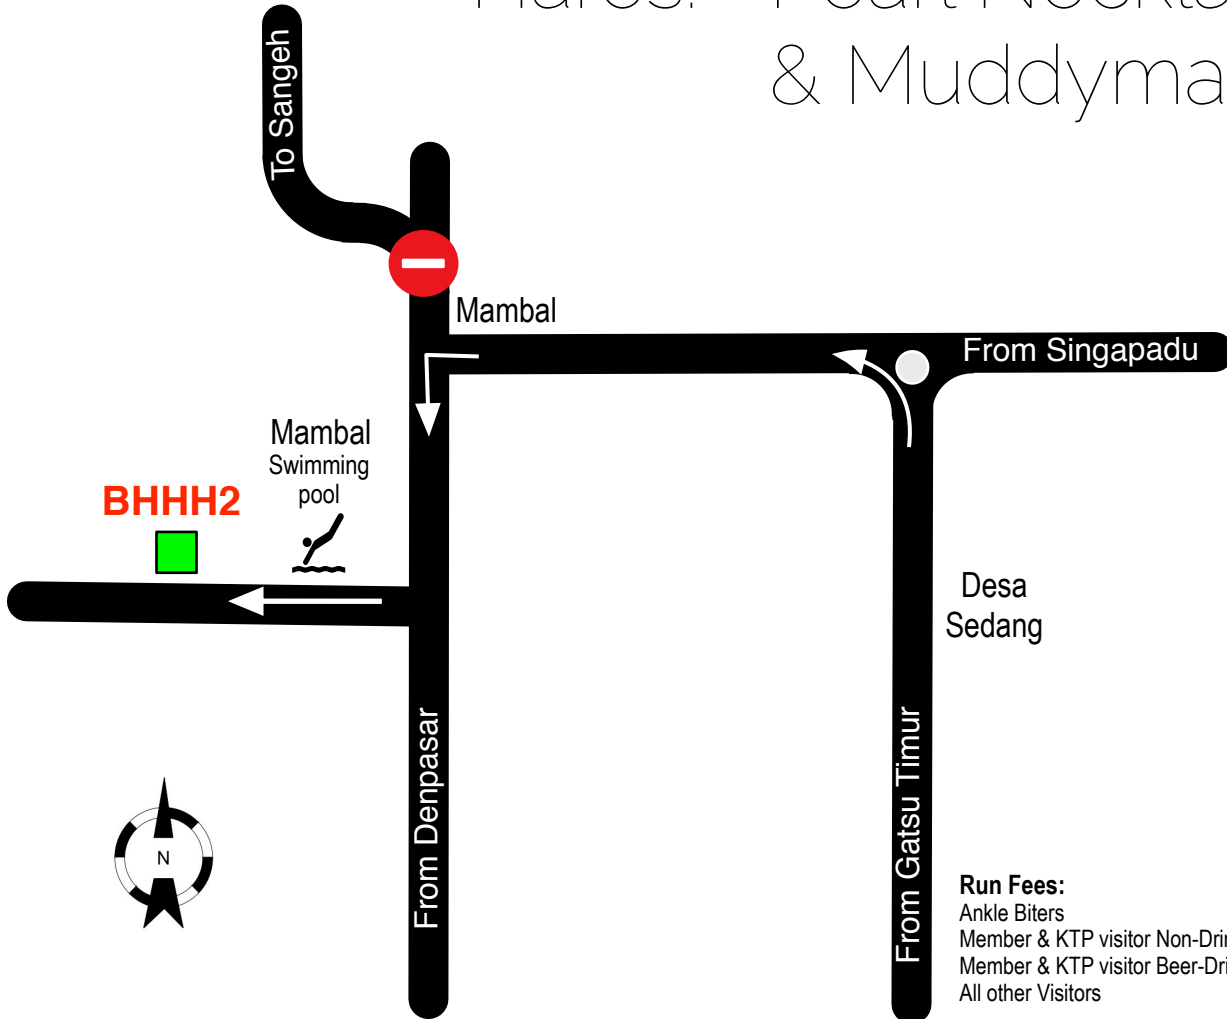 & Muddyma
To Sangeh
Mambal
From Singapadu
Mambal
Swimming
pool
BHHH2
Desa
Sedang
From Denpasar
From Gatsu Timur
N
Run Fees:
Ankle Biters
Member & KTP visitor Non-Drin
Member & KTP visitor Beer-Dri
All other Visitors